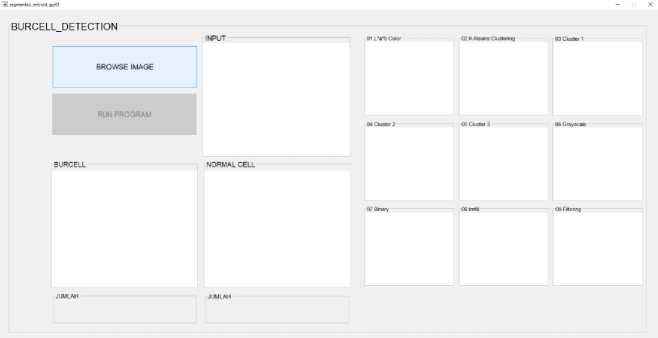 BURCELL_DETECTION
BROWSE IMAGE
RUN PROGRAM
INPUT
BURCELL
NORMAL CELL
JUMLAH
JUMLAH
01 L*a*b Color
02 K-Means Clustering
03 Cluster 1
04 Cluster 2
05 Cluster 3
06 Grayscale
07 Binary
08 Imfill
09 Filtering